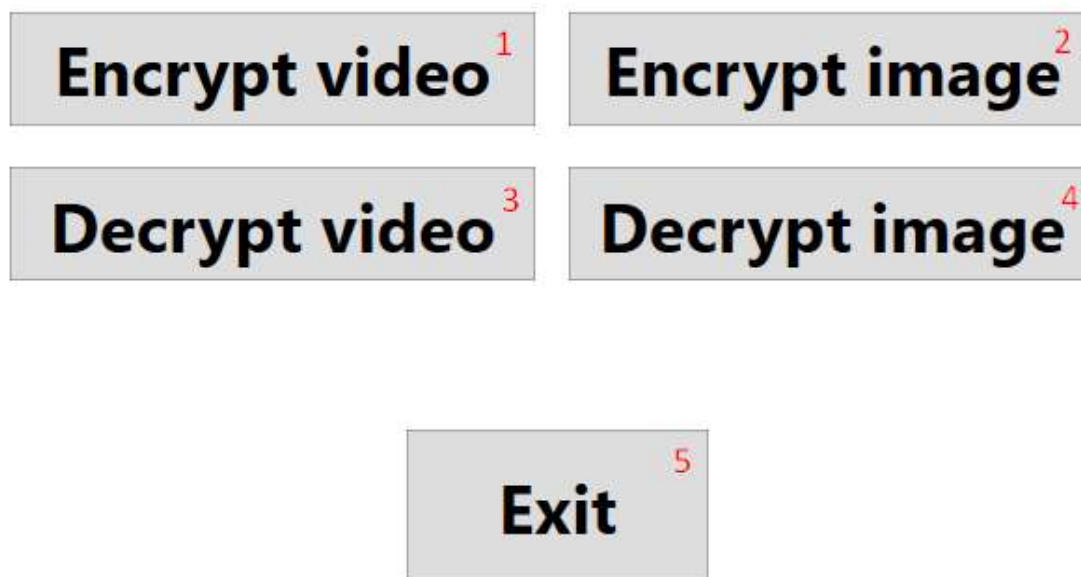 Encrypt video 1
Encrypt image 2
Decrypt video 3
Decrypt image 4
Exit 5